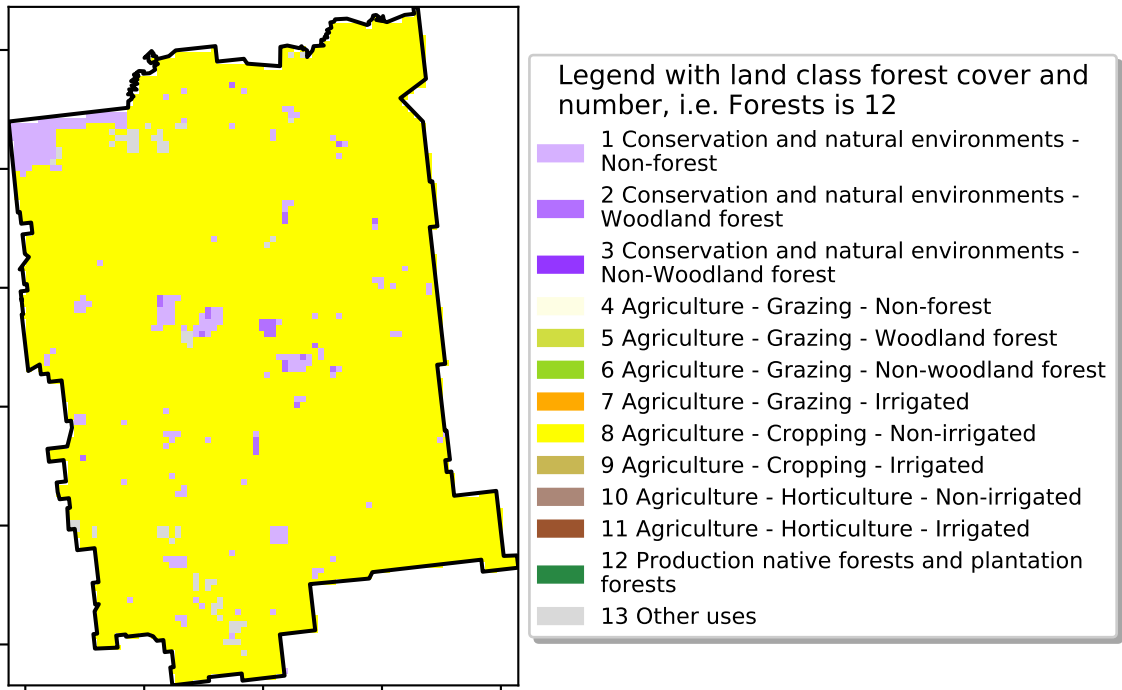 Legend with land class forest cover and
number, i.e. Forests is 12
1 Conservation and natural environments -
Non-forest
2 Conservation and natural environments -
Woodland forest
3 Conservation and natural environments -
Non-Woodland forest
4 Agriculture - Grazing - Non-forest
5 Agriculture - Grazing - Woodland forest
6 Agriculture - Grazing - Non-woodland forest
7 Agriculture - Grazing - Irrigated
8 Agriculture - Cropping - Non-irrigated
9 Agriculture - Cropping - Irrigated
10 Agriculture - Horticulture - Non-irrigated
11 Agriculture - Horticulture - Irrigated
12 Production native forests and plantation
forests
13 Other uses